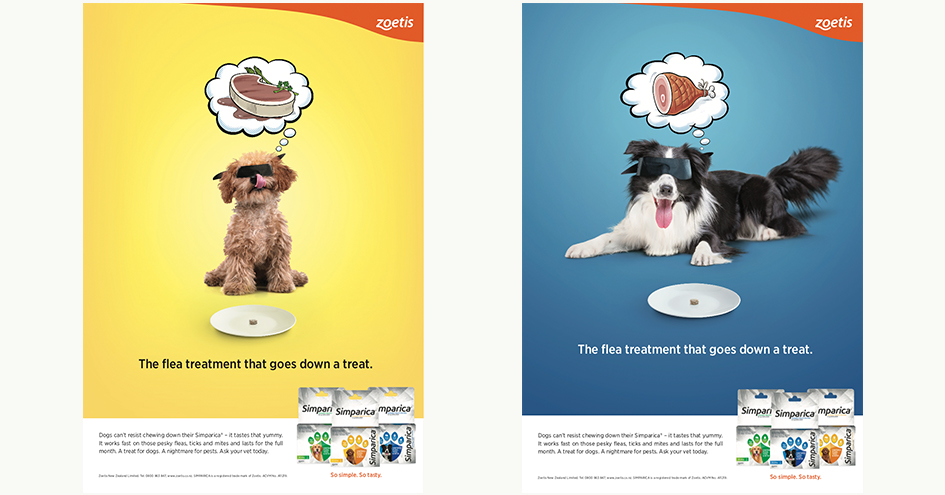 zoetis
The flea treatment that goes down a treat.
Simpari
Simparica
mparica
Simparica
Dogs can't resist chewing down their Simparica® – it tastes that yummy.
It works fast on those pesky fleas, ticks and mites and lasts for the full
month. A treat for dogs. A nightmare for pests. Ask your vet today.
So simple. So tasty.
zoetis
The flea treatment that goes down a treat.
Simparica
Simparica
mparica
Simparica
Dogs can't resist chewing down their Simparica® – it tastes that yummy.
It works fast on those pesky fleas, ticks and mites and lasts for the full
month. A treat for dogs. A nightmare for pests. Ask your vet today.
So simple. So tasty.